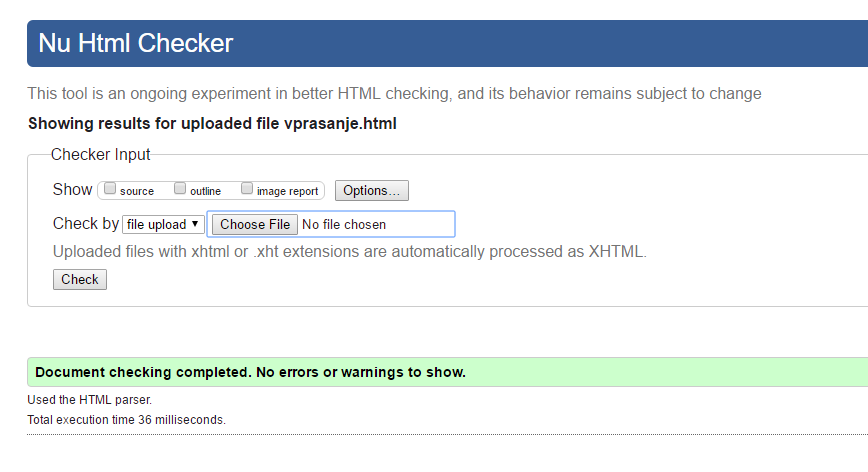 Nu Html Checker
This tool is an ongoing experiment in better HTML checking, and its behavior remains subject to change
Showing results for uploaded file vprasanje.html
Checker Input
Show source outline image report Options...
Check by file upload Choose File No file chosen
Uploaded files with xhtml or .xht extensions are automatically processed as XHTML.
Check
Document checking completed. No errors or warnings to show.
Used the HTML parser.
Total execution time 36 milliseconds.